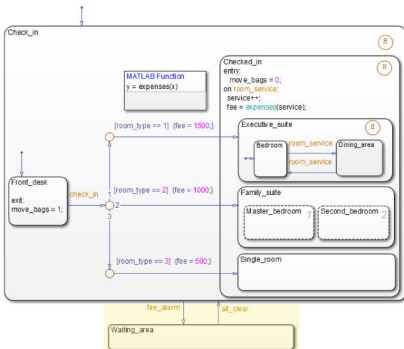 Check_in
H
Checked_in
entry:
move_bags = 0;
on room_service:
service++;
fee = expenses(service);
H
MATLAB Function
y = expenses(x)
[room_type == 1] {fee = 1500;}
1
Executive_suite
H
Bedroom
room_service
room_service
Dining_area
Front_desk
exit:
move_bags = 1;
check_in
2
[room_type == 2] {fee = 1000;}
Family_suite
Master_bedroom 1
Second_bedroom 2
3
[room_type == 3] {fee = 500;}
Single_room
fire_alarm
all_clear
Waiting_area